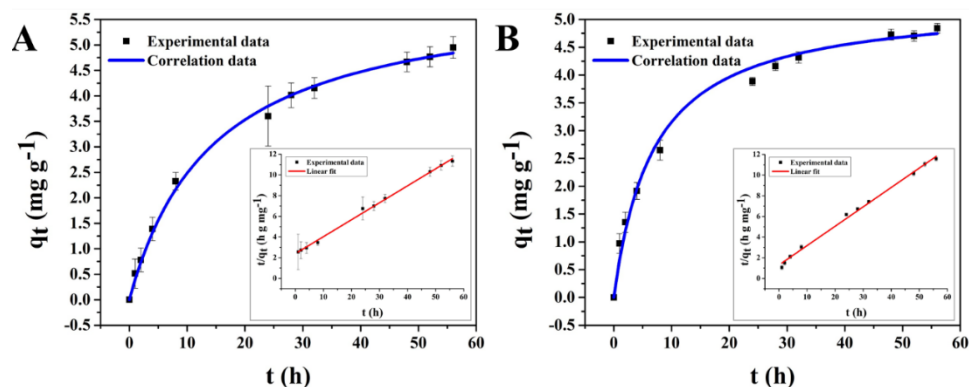 A
Experimental data
Correlation data
qt (mg g-1)
5.5
5.0
4.5
4.0
3.5
3.0
2.5
2.0
1.5
1.0
0.5
0.0
-0.5
0 10 20 30 40 50 60
t (h)
Experimental data
Linear fit
t/qt (h g mg-1)
12
10
8
6
4
2
0
0 10 20 30 40 50 60
t (h)
B
Experimental data
Correlation data
qt (mg g-1)
5.0
4.5
4.0
3.5
3.0
2.5
2.0
1.5
1.0
0.5
0.0
-0.5
0 10 20 30 40 50 60
t (h)
Experimental data
Linear fit
t/qt (h g mg-1)
12
10
8
6
4
2
0
0 10 20 30 40 50 60
t (h)